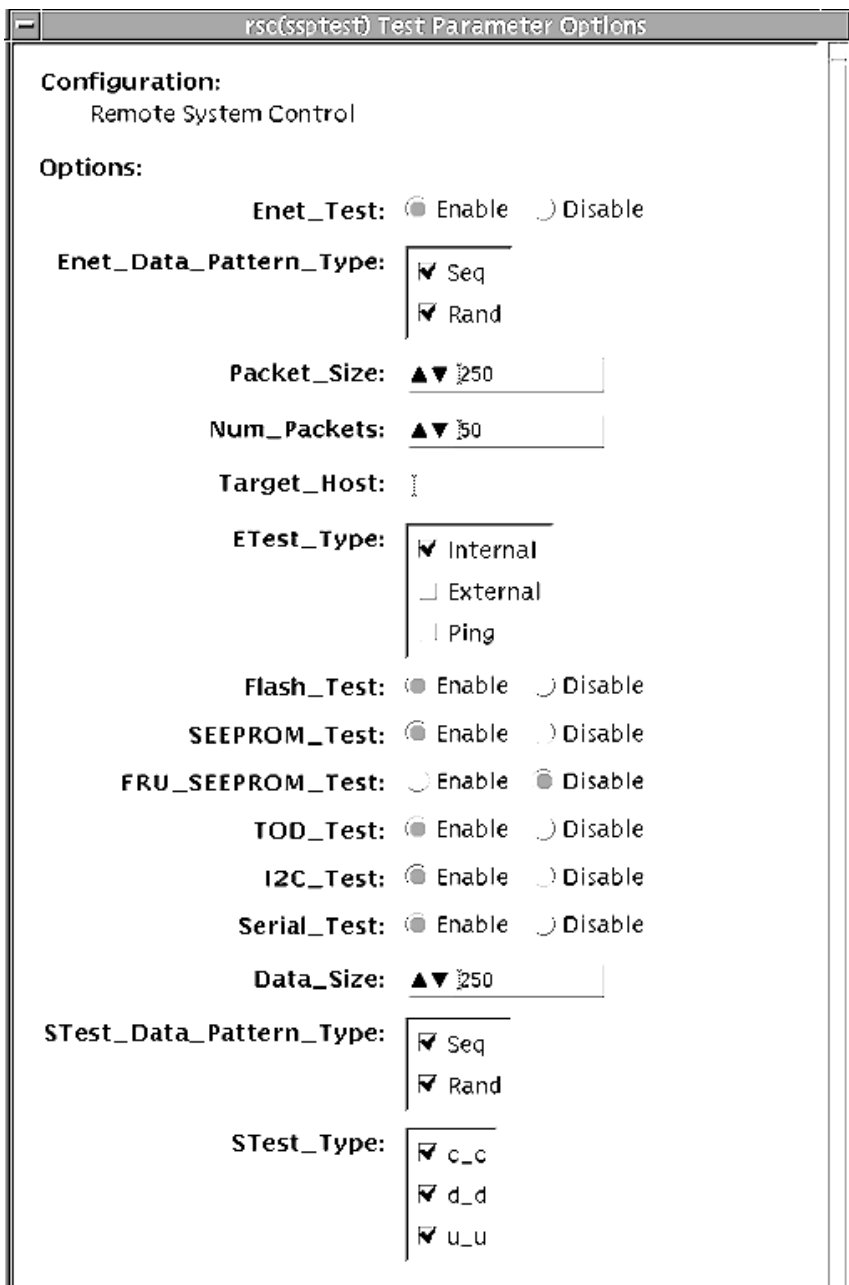 rsc(ssptest) Test Parameter Options
Configuration:
Remote System Control
Options:
Enet_Test: Enable Disable
Enet_Data_Pattern_Type: Seq
Rand
Packet_Size: 250
Num_Packets: 50
Target_Host:
ETest_Type: Internal
External
Ping
Flash_Test: Enable Disable
SEEPROM_Test: Enable Disable
FRU_SEEPROM_Test: Enable Disable
TOD_Test: Enable Disable
I2C_Test: Enable Disable
Serial_Test: Enable Disable
Data_Size: 250
STest_Data_Pattern_Type: Seq
Rand
STest_Type: c_c
d_d
u_u